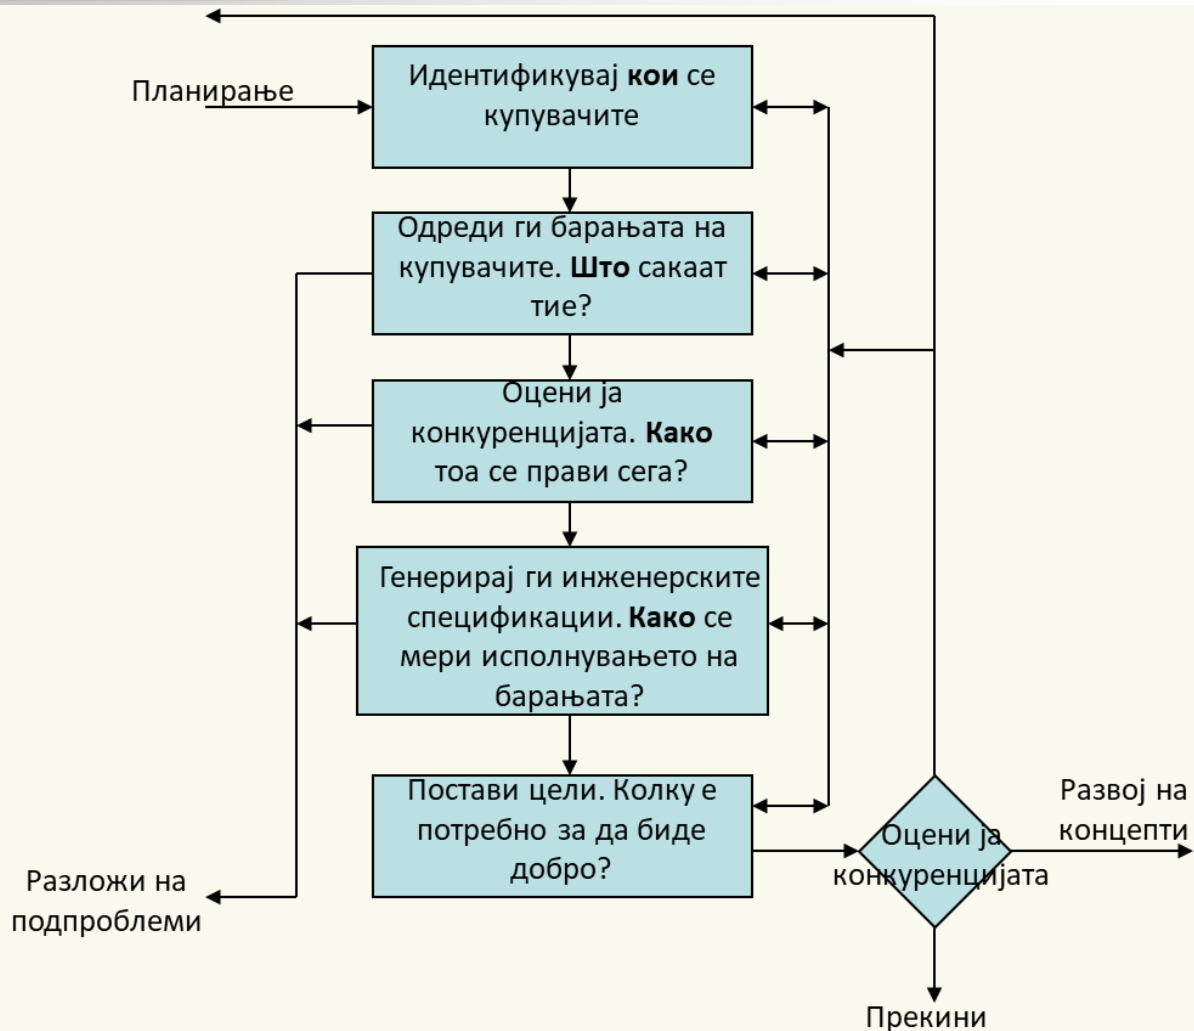 Планирање
Идентификувај кои се
купувачите
Одреди ги барањата на
купувачите. Што сакаат
тие?
Оцени ја
конкуренцијата. Како
тоа се прави сега?
Генерирај ги инженерските
спецификации. Како се
мери исполнувањето на
барањата?
Постави цели. Колку е
потребно за да биде
добро?
Оцени ја
конкуренцијата
Развој на
концепти
Разложи на
подпроблеми
Прекини